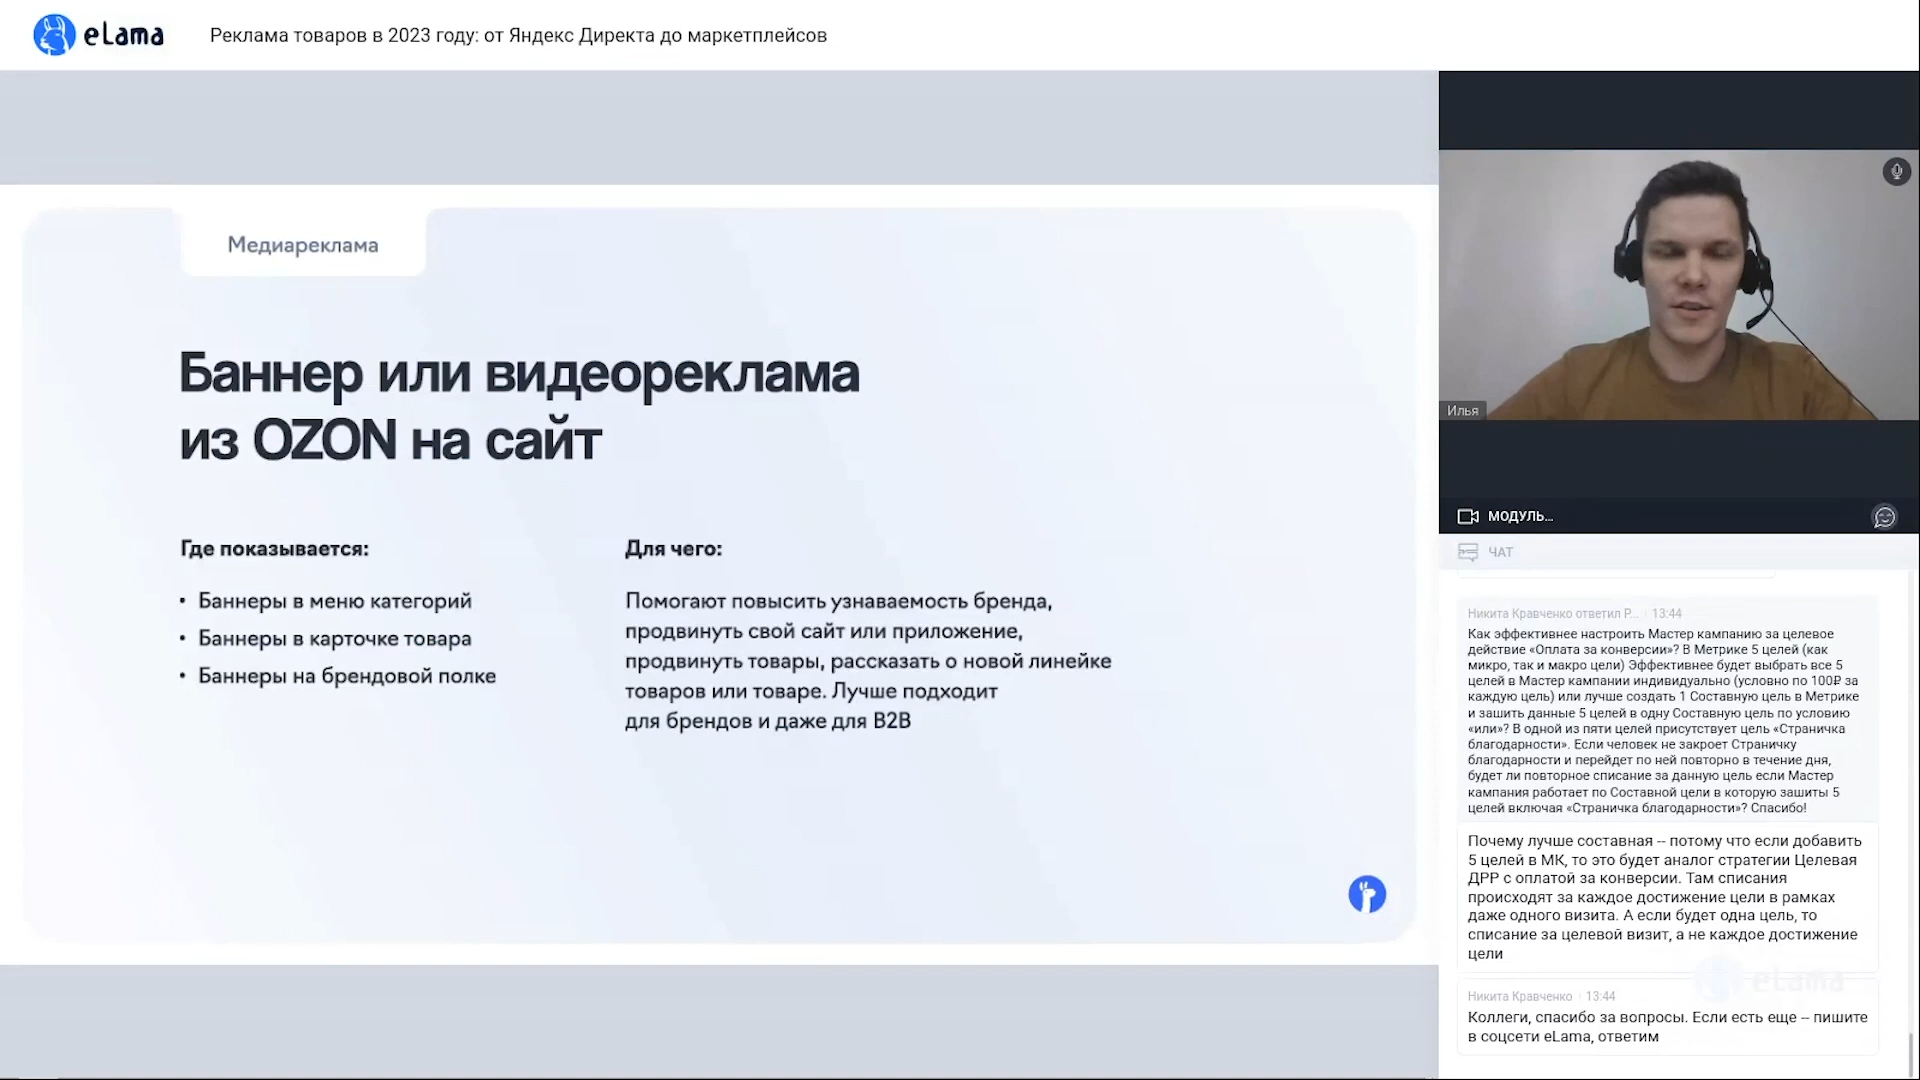 eLama
Реклама товаров в 2023 году: от Яндекс Директа до маркетплейсов
Медиареклама
Баннер или видеореклама
из OZON на сайт
Где показывается:
• Баннеры в меню категорий
• Баннеры в карточке товара
• Баннеры на брендовой полке
Для чего:
Помогают повысить узнаваемость бренда,
продвинуть свой сайт или приложение,
продвинуть товары, рассказать о новой линейке
товаров или товаре. Лучше подходит
для брендов и даже для B2B
Илья
МОДУЛЬ...
ЧАТ
Никита Кравченко ответил Р... 13:44
Как эффективнее настроить Мастер кампанию за целевое
действие «Оплата за конверсии»? В Метрике 5 целей (как
микро, так и макро цели) Эффективнее будет выбрать все 5
целей в Мастер кампании индивидуально (условно по 100₽ за
каждую цель) или лучше создать 1 Составную цель в Метрике
и зашить данные 5 целей в одну Составную цель по условию
«или»? В одной из пяти целей присутствует цель «Страничка
благодарности». Если человек не закроет Страничку
благодарности и перейдет по ней повторно в течение дня,
будет ли повторное списание за данную цель если Мастер
кампания работает по Составной цели в которую зашиты 5
целей включая «Страничка благодарности»? Спасибо!
Почему лучше составная -- потому что если добавить
5 целей в МК, то это будет аналог стратегии Целевая
ДРР с оплатой за конверсии. Там списания
происходят за каждое достижение цели в рамках
даже одного визита. А если будет одна цель, то
списание за целевой визит, а не каждое достижение
цели
eLama
Никита Кравченко 13:44
Коллеги, спасибо за вопросы. Если есть еще -- пишите
в соцсети eLama, ответим